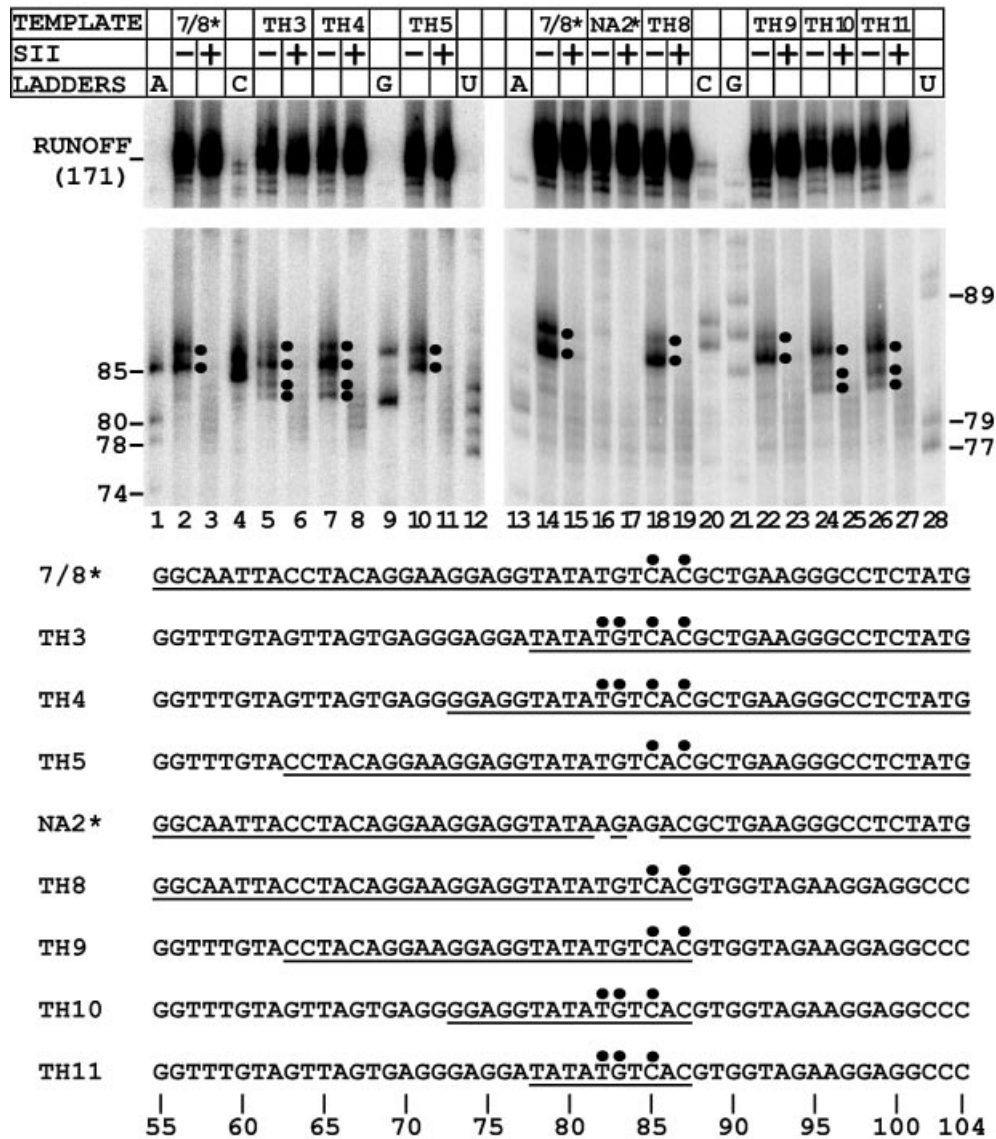 TEMPLATE 7/8* TH3 TH4 TH5 7/8* NA2* TH8 TH9 TH10 TH11
SII − + − + − + − + − + − + − + − + − + − +
LADDERS A C G U A C G U
RUNOFF
(171)
−89
85−
80− −79
78− −77
74−
1 2 3 4 5 6 7 8 9 10 11 12 13 14 15 16 17 18 19 20 21 22 23 24 25 26 27 28
7/8* GGCAATTACCTACAGGAAGGAGGTATATGTCACGCTGAAGGGCCTCTATG
TH3 GGTTTGTAGTTAGTGAGGGAGGATATATGTCACGCTGAAGGGCCTCTATG
TH4 GGTTTGTAGTTAGTGAGGGGAGGTATATGTCACGCTGAAGGGCCTCTATG
TH5 GGTTTGTACCTACAGGAAGGAGGTATATGTCACGCTGAAGGGCCTCTATG
NA2* GGCAATTACCTACAGGAAGGAGGTATAAGAGACGCTGAAGGGCCTCTATG
TH8 GGCAATTACCTACAGGAAGGAGGTATATGTCACGTGGTAGAAGGAGGCCC
TH9 GGTTTGTACCTACAGGAAGGAGGTATATGTCACGTGGTAGAAGGAGGCCC
TH10 GGTTTGTAGTTAGTGAGGGGAGGTATATGTCACGTGGTAGAAGGAGGCCC
TH11 GGTTTGTAGTTAGTGAGGGAGGATATATGTCACGTGGTAGAAGGAGGCCC
55 60 65 70 75 80 85 90 95 100 104